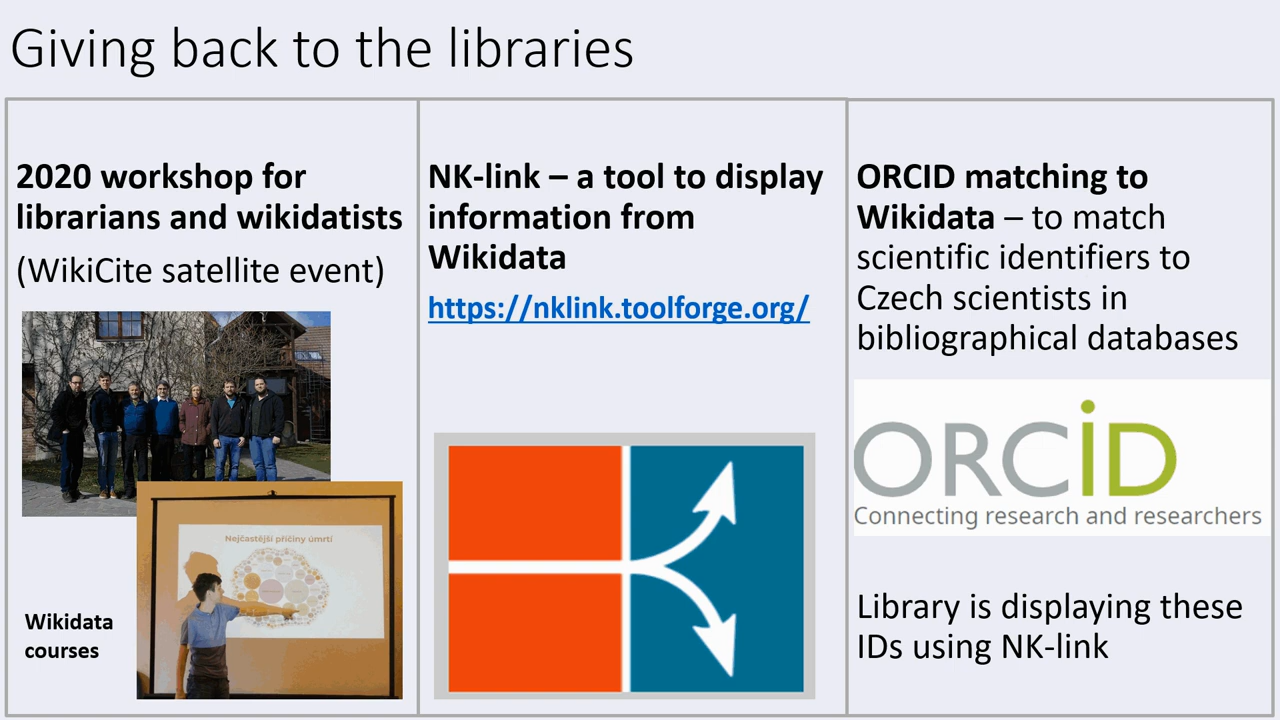 Giving back to the libraries
2020 workshop for
librarians and wikidatists
(WikiCite satellite event)
Nejčastější příčiny úmrtí
Wikidata
courses
NK-link – a tool to display
information from
Wikidata
https://nklink.toolforge.org/
ORCID matching to
Wikidata – to match
scientific identifiers to
Czech scientists in
bibliographical databases
ORCiD
Connecting research and researchers
Library is displaying these
IDs using NK-link